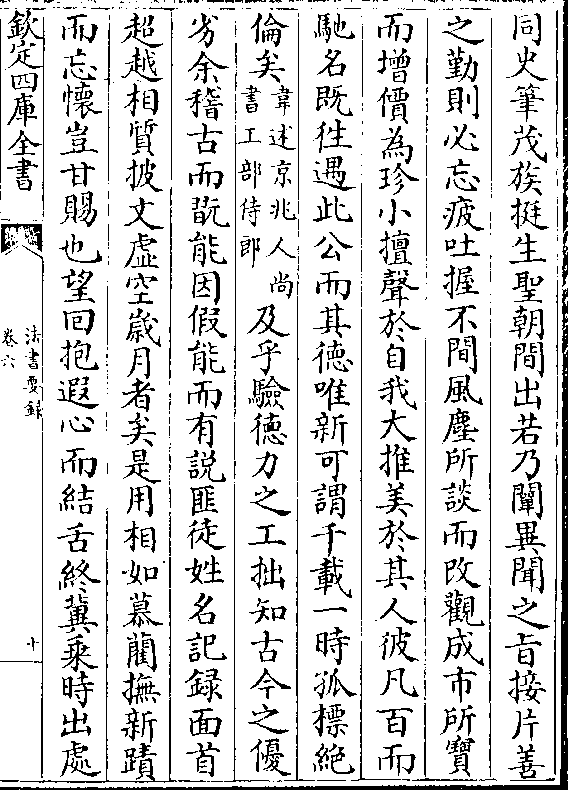 同史筆茂族挺生聖朝間出若乃闡異聞之旨接片善
之勤則必忘疲吐握不間風塵所談而改觀成市所寶
而增價為珍小擅聲於自我大推美於其人彼凡百而
馳名既徃遇此公而其徳唯新可謂千載一時孤標絶
倫矣韋述京兆人尚書工部侍郎及乎驗徳力之工拙知古今之優
劣余稽古而翫能因假能而有説匪徒姓名記録面首
超越相質披文虛空歳月者矣是用相如慕藺撫新蹟
而忘懷豈甘賜也望回抱遐心而結舌終冀乘時出處
欽定四庫全書
法書要録
卷六
十